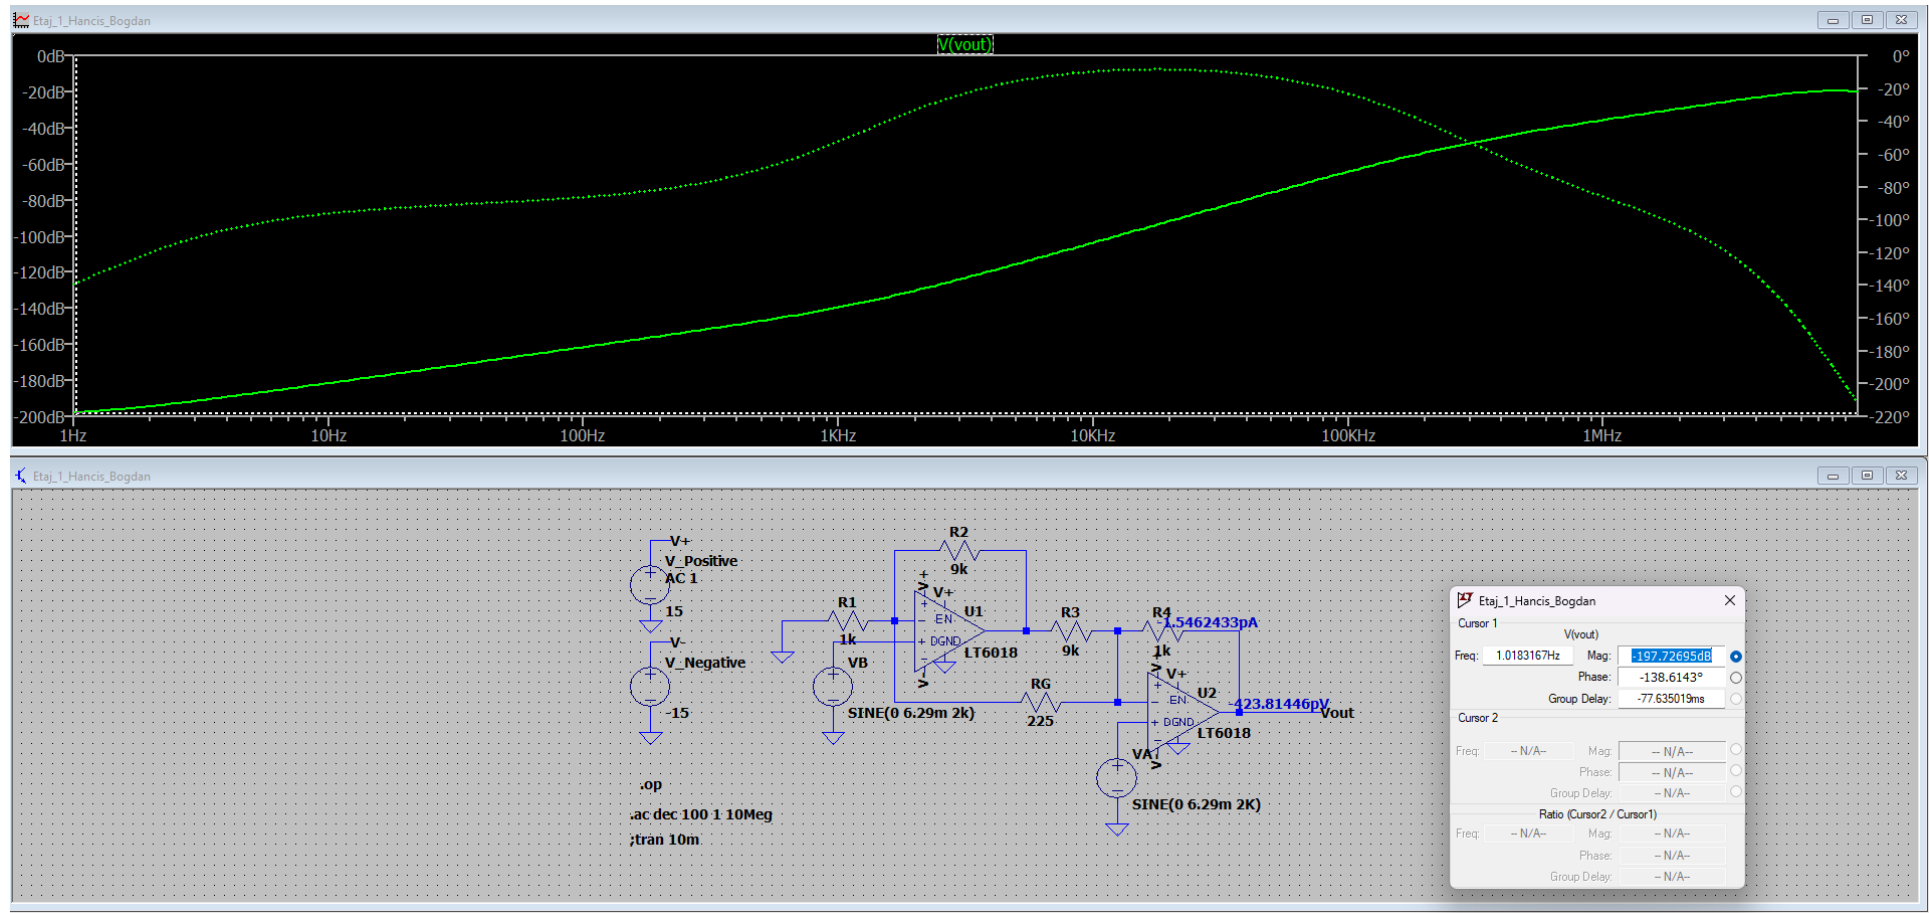 Etaj_1_Hancis_Bogdan
V(vout)
0dB
-20dB
-40dB
-60dB
-80dB
-100dB
-120dB
-140dB
-160dB
-180dB
-200dB
0°
-20°
-40°
-60°
-80°
-100°
-120°
-140°
-160°
-180°
-200°
-220°
1Hz 10Hz 100Hz 1KHz 10KHz 100KHz 1MHz
Etaj_1_Hancis_Bogdan
V+
V_Positive
AC 1
15
V-
V_Negative
-15
.op
.ac dec 100 1 10Meg
;tran 10m
R1
1k
R2
9k
V+
V+
EN
U1
DGND
LT6018
V-
VB
SINE(0 6.29m 2k)
R3
9k
R4
-1.5462433pA
1k
RG
225
V+
V+
EN
U2
DGND
LT6018
V-
-423.81446pV
Vout
VA
SINE(0 6.29m 2K)
Etaj_1_Hancis_Bogdan
Cursor 1
V(vout)
Freq: 1.0183167Hz Mag: -197.72695dB
Phase: -138.6143°
Group Delay: -77.635019ms
Cursor 2
Freq: -- N/A-- Mag: -- N/A--
Phase: -- N/A--
Group Delay: -- N/A--
Ratio (Cursor2 / Cursor1)
Freq: -- N/A-- Mag: -- N/A--
Phase: -- N/A--
Group Delay: -- N/A--